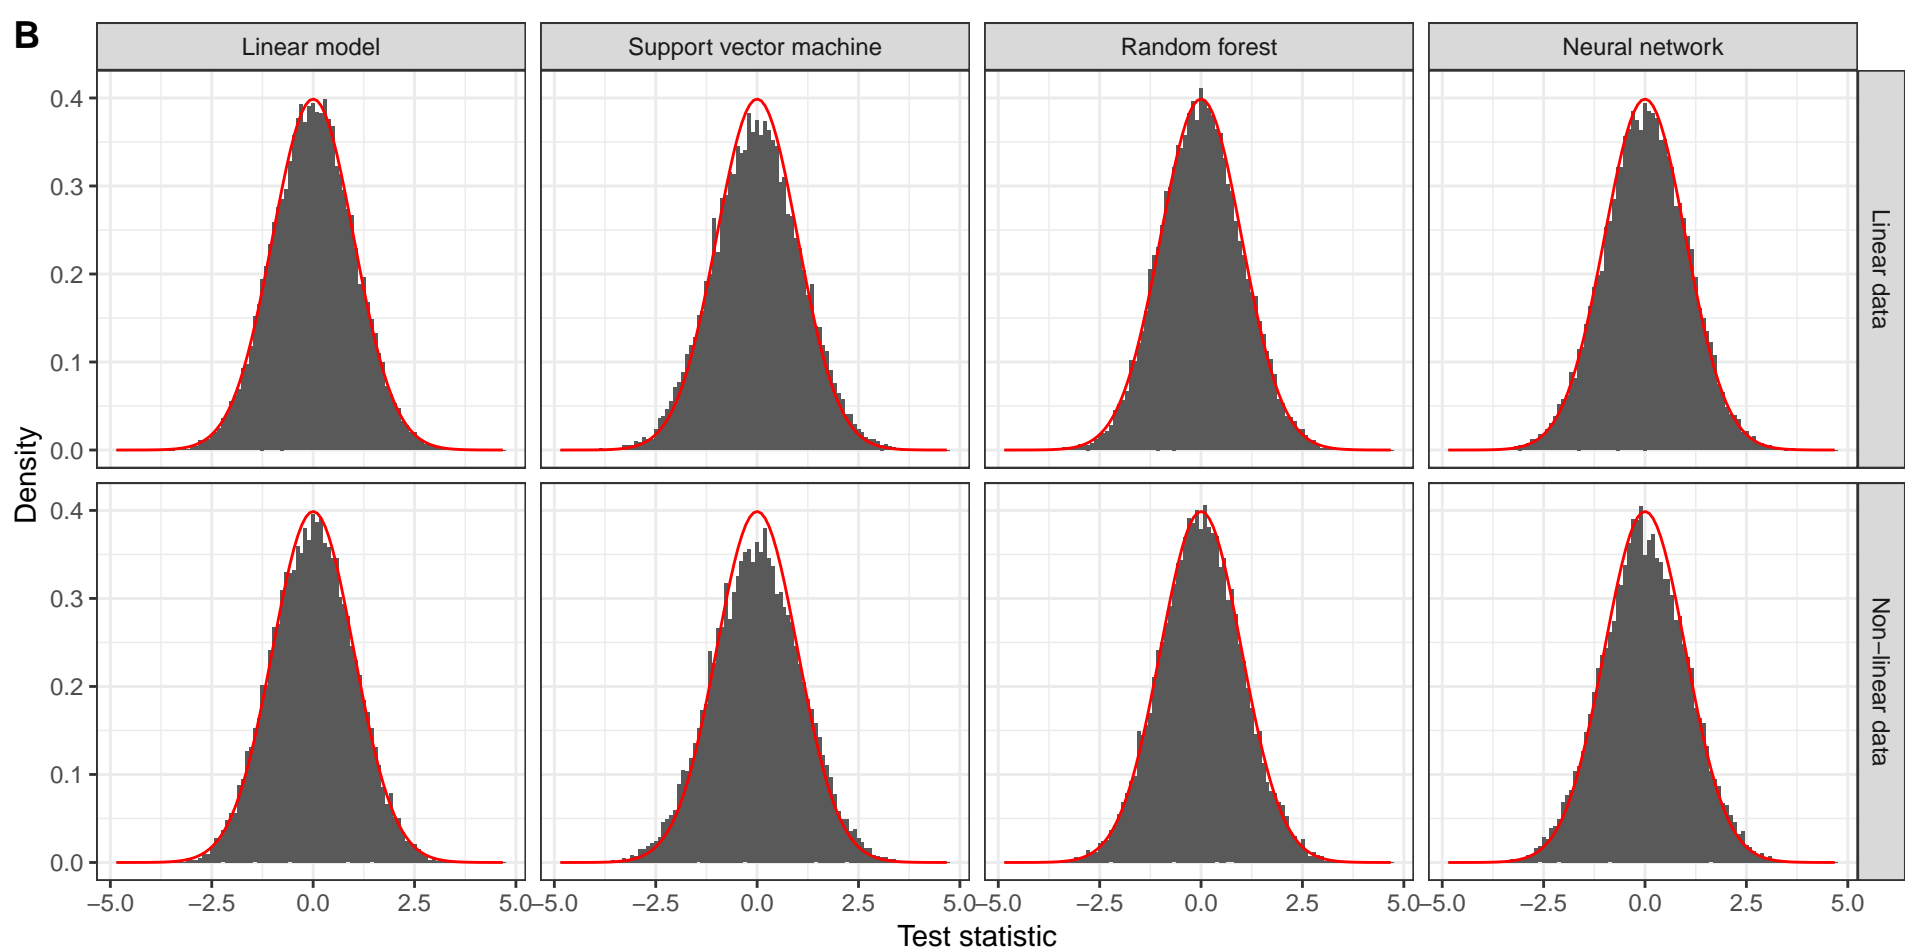 B
Linear model Support vector machine Random forest Neural network
0.4
0.3
0.2
0.1
0.0
Linear data
Density
0.4
0.3
0.2
0.1
0.0
Non−linear data
−5.0 −2.5 0.0 2.5 5.0 −5.0 −2.5 0.0 2.5 5.0 −5.0 −2.5 0.0 2.5 5.0 −5.0 −2.5 0.0 2.5 5.0
Test statistic